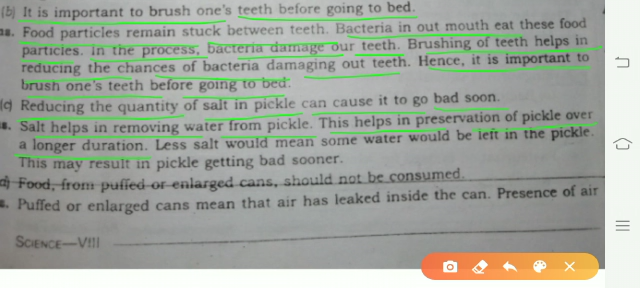 (b) It is important to brush one's teeth before going to bed.
Food particles remain stuck between teeth. Bacteria in out mouth eat these food
particles. In the process, bacteria damage our teeth. Brushing of teeth helps in
reducing the chances of bacteria damaging out teeth. Hence, it is important to
brush one's teeth before going to bed.
(c) Reducing the quantity of salt in pickle can cause it to go bad soon.
Salt helps in removing water from pickle. This helps in preservation of pickle over
a longer duration. Less salt would mean some water would be left in the pickle.
This may result in pickle getting bad sooner.
d) Food, from puffed or enlarged cans, should not be consumed.
Puffed or enlarged cans mean that air has leaked inside the can. Presence of air
SCIENCE—VIII